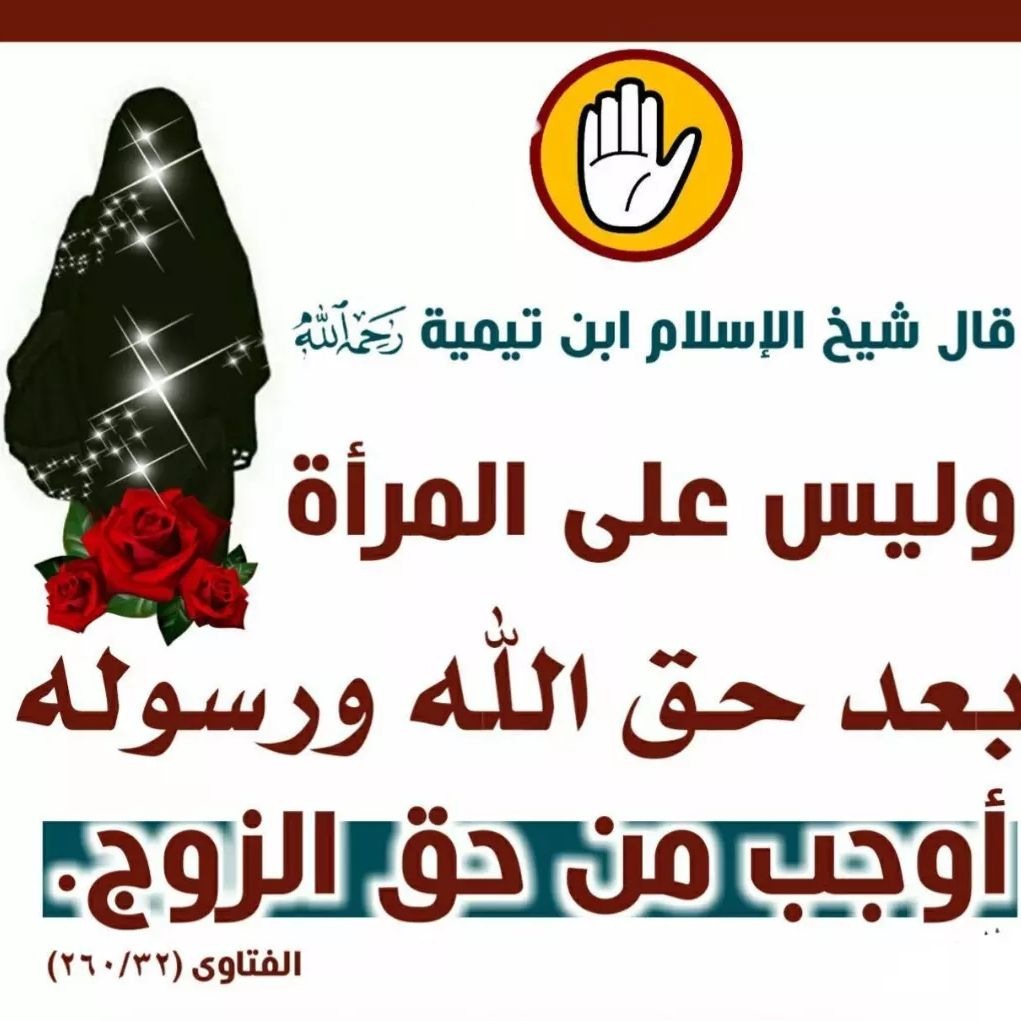 قال شيخ الإسلام ابن تيمية رحمه الله
وليس على المرأة
بعد حق الله ورسوله
أوجب من حق الزوج.
الفتاوى (٢٦٠/٣٢)